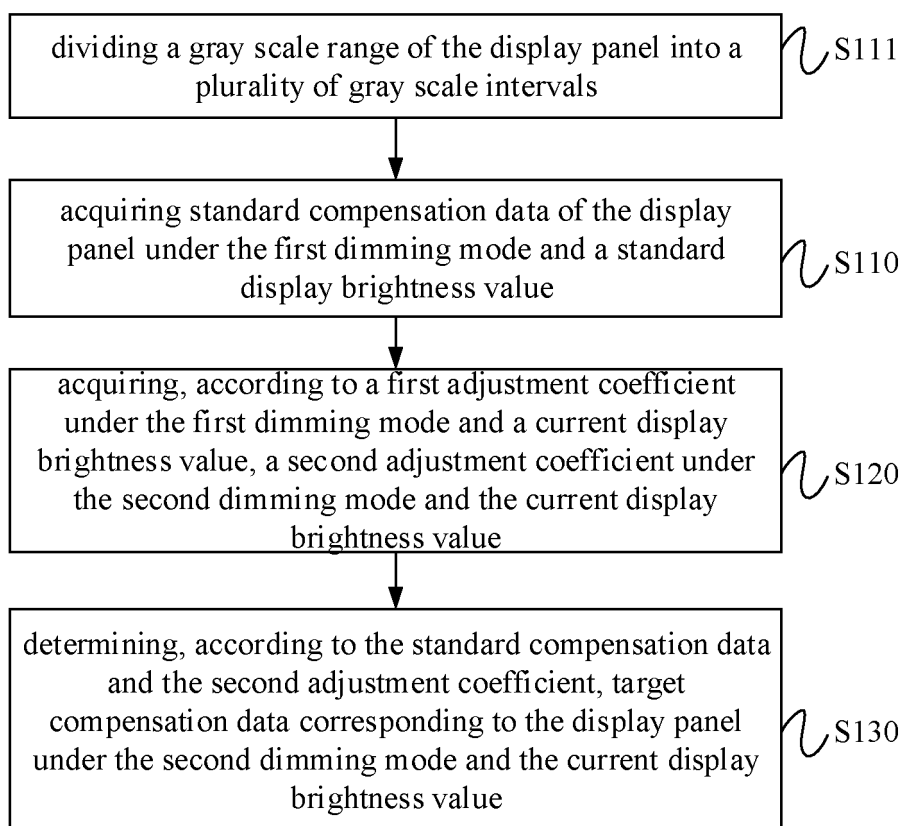 dividing a gray scale range of the display panel into a
plurality of gray scale intervals
S111
acquiring standard compensation data of the display
panel under the first dimming mode and a standard
display brightness value
S110
acquiring, according to a first adjustment coefficient
under the first dimming mode and a current display
brightness value, a second adjustment coefficient under
the second dimming mode and the current display
brightness value
S120
determining, according to the standard compensation data
and the second adjustment coefficient, target
compensation data corresponding to the display panel
under the second dimming mode and the current display
brightness value
S130